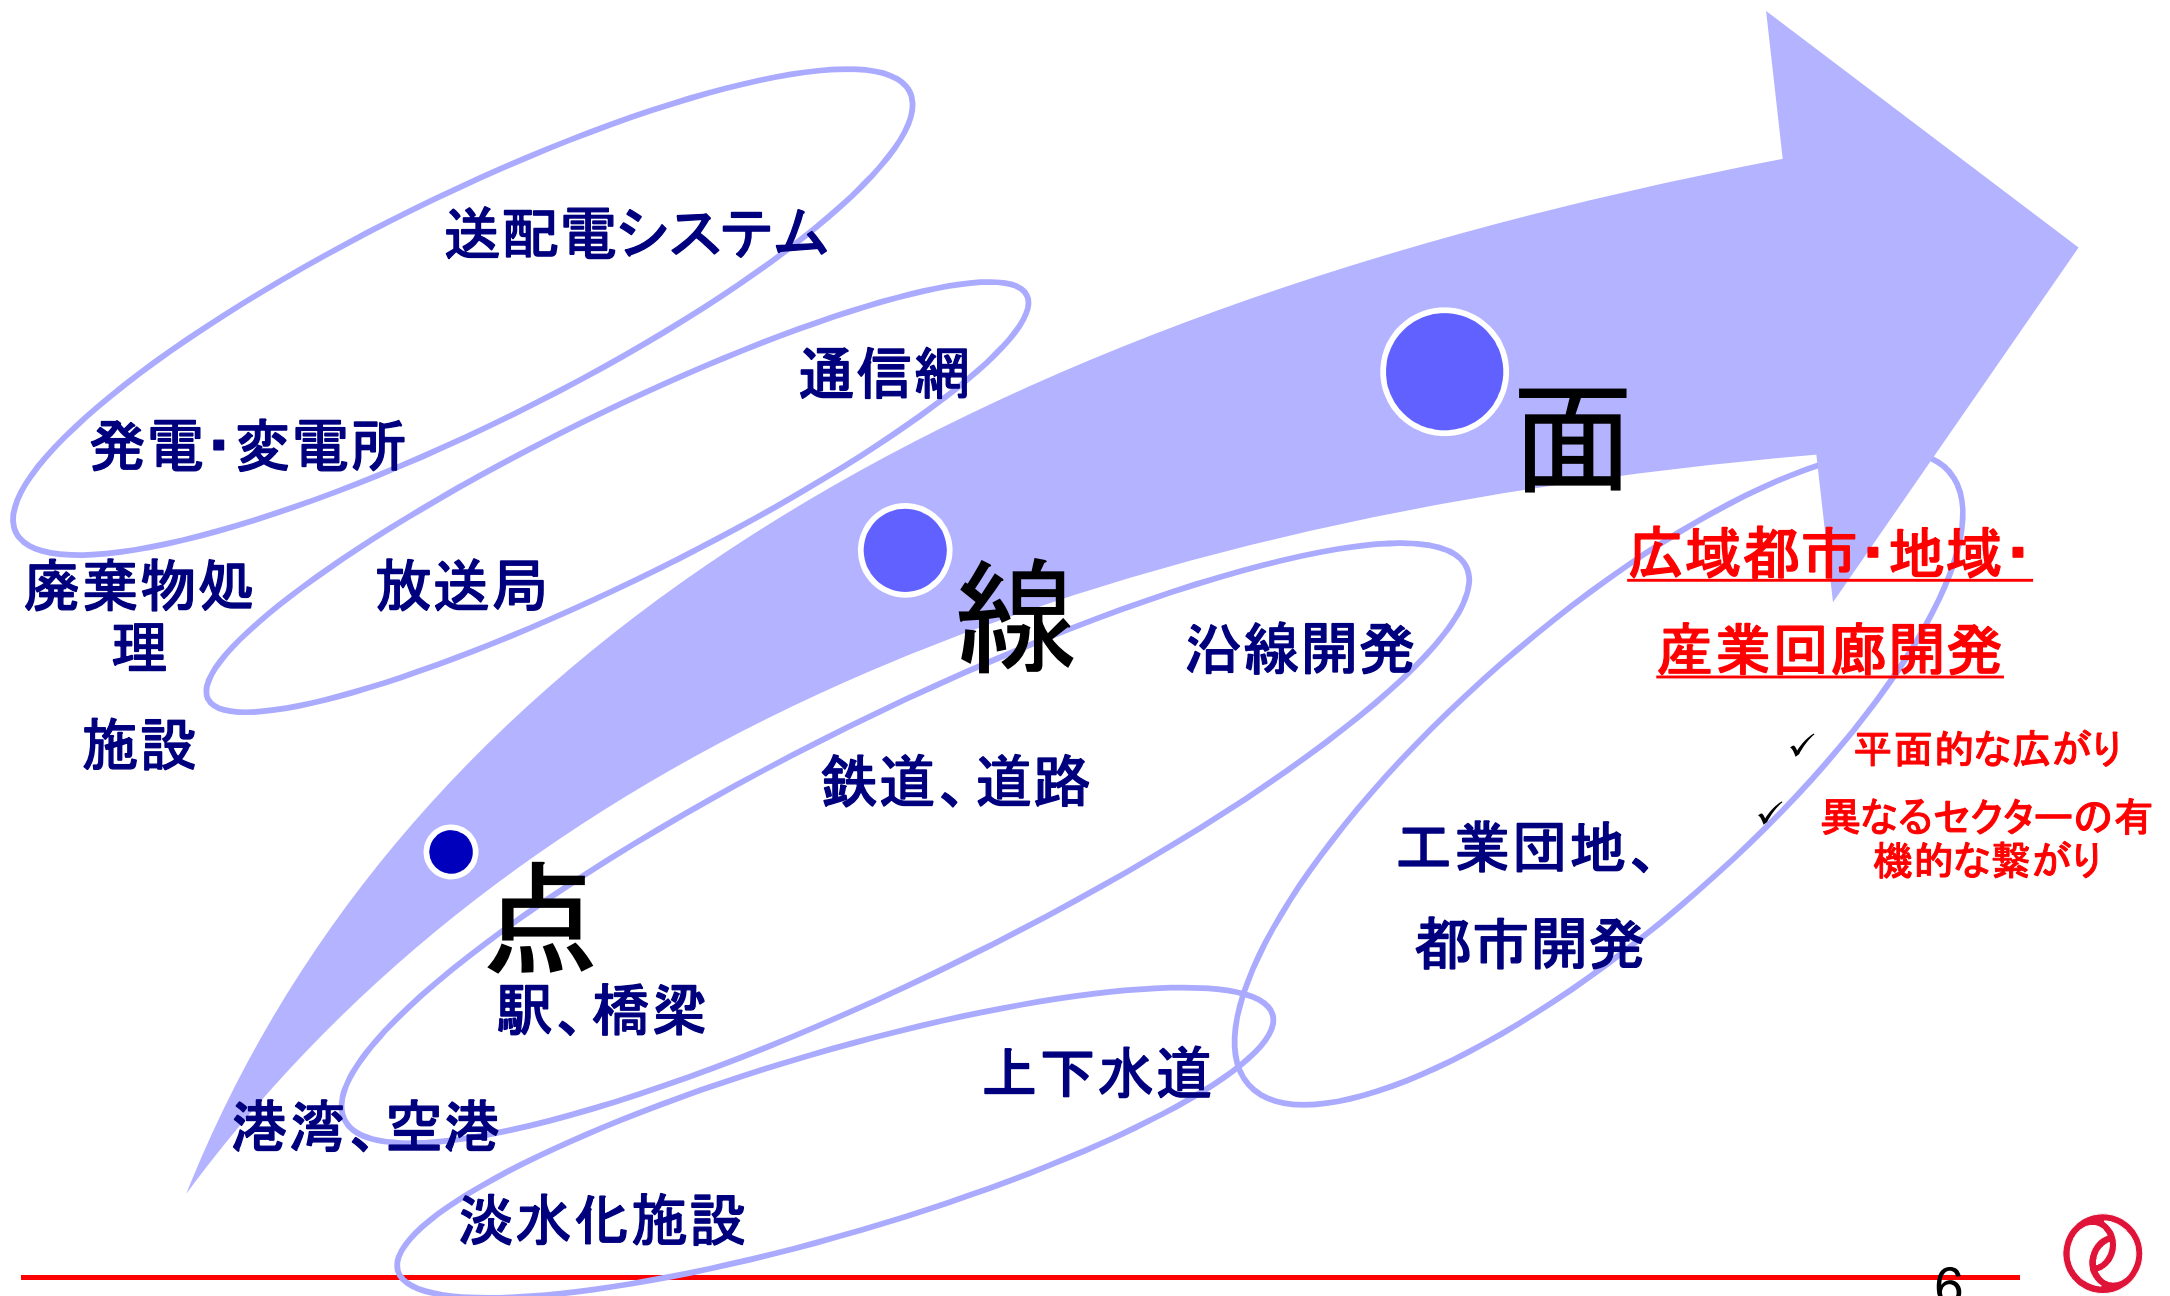 送配電システム
通信網
発電・変電所
面
廃棄物処
理
施設
放送局
線
広域都市・地域・
産業回廊開発
沿線開発
鉄道、道路
✓ 平面的な広がり
✓ 異なるセクターの有
機的な繋がり
工業団地、
都市開発
点
駅、橋梁
上下水道
港湾、空港
淡水化施設
6